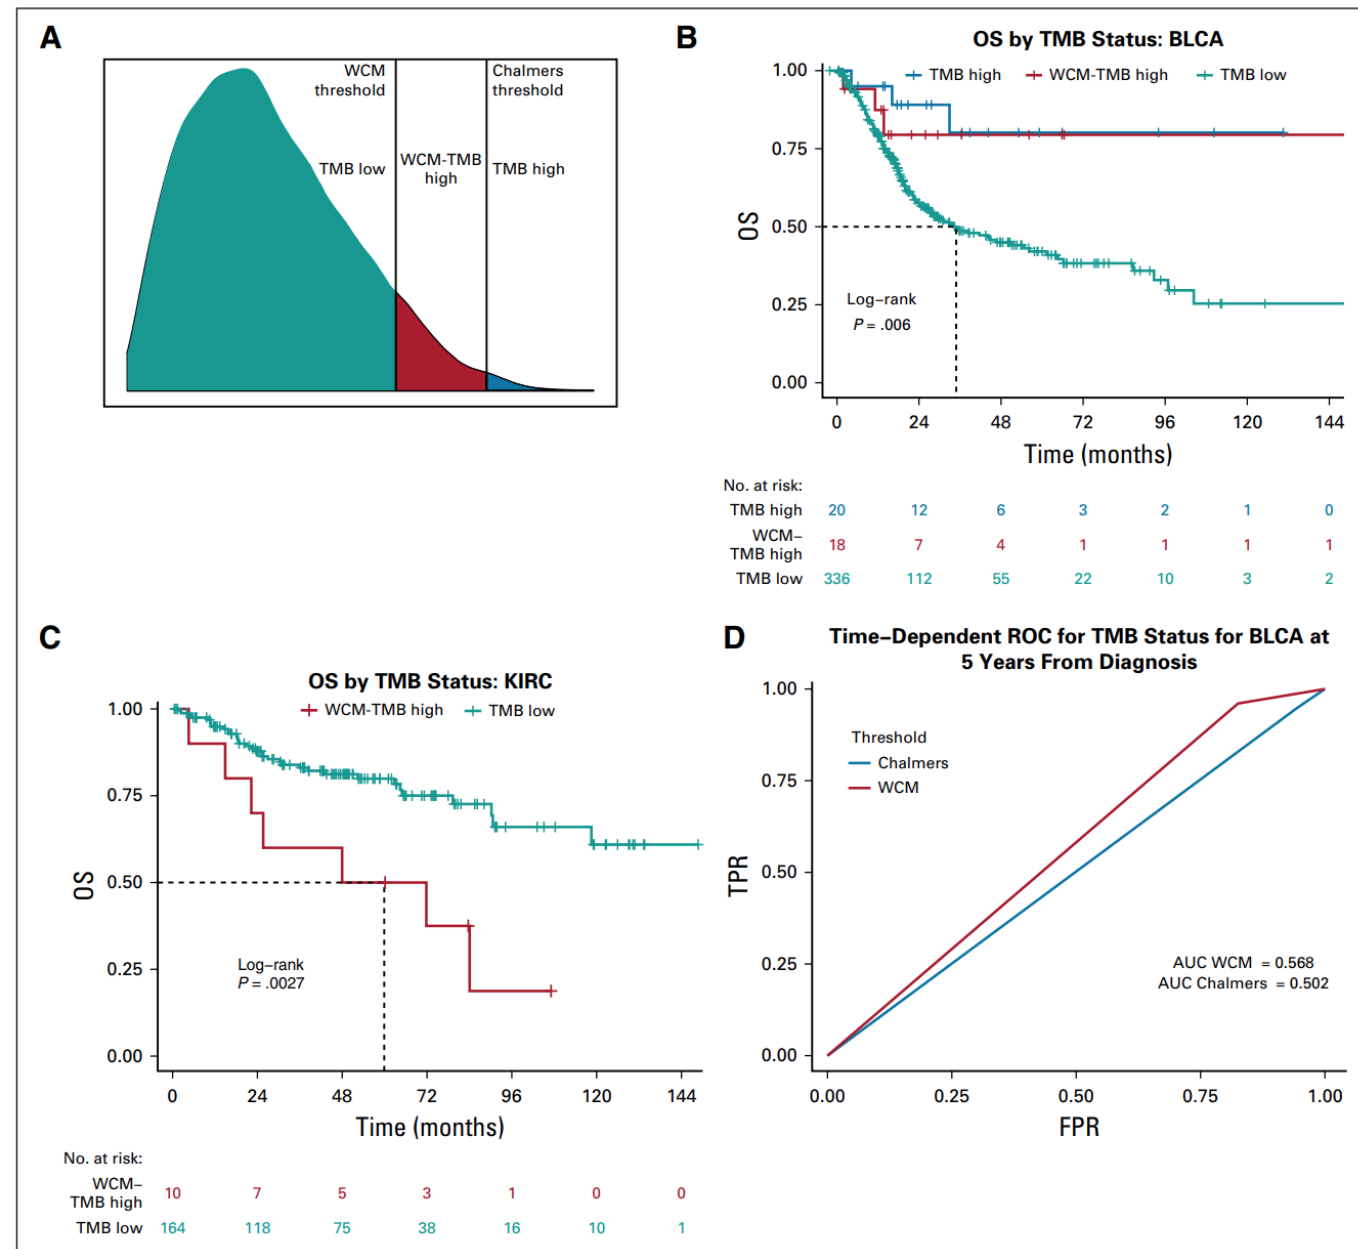 A
WCM
threshold
Chalmers
threshold
TMB low
WCM-TMB
high
TMB high
B
OS by TMB Status: BLCA
TMB high
WCM-TMB high
TMB low
1.00
0.75
0.50
0.25
0.00
OS
Log-rank
P = .006
0 24 48 72 96 120 144
Time (months)
No. at risk:
TMB high 20 12 6 3 2 1 0
WCM–
TMB high 18 7 4 1 1 1 1
TMB low 336 112 55 22 10 3 2
C
OS by TMB Status: KIRC
WCM-TMB high
TMB low
1.00
0.75
0.50
0.25
0.00
OS
Log–rank
P = .0027
0 24 48 72 96 120 144
Time (months)
No. at risk:
WCM–
TMB high 10 7 5 3 1 0 0
TMB low 164 118 75 38 16 10 1
D
Time–Dependent ROC for TMB Status for BLCA at
5 Years From Diagnosis
1.00
0.75
0.50
0.25
0.00
TPR
Threshold
Chalmers
WCM
AUC WCM = 0.568
AUC Chalmers = 0.502
0.00 0.25 0.50 0.75 1.00
FPR